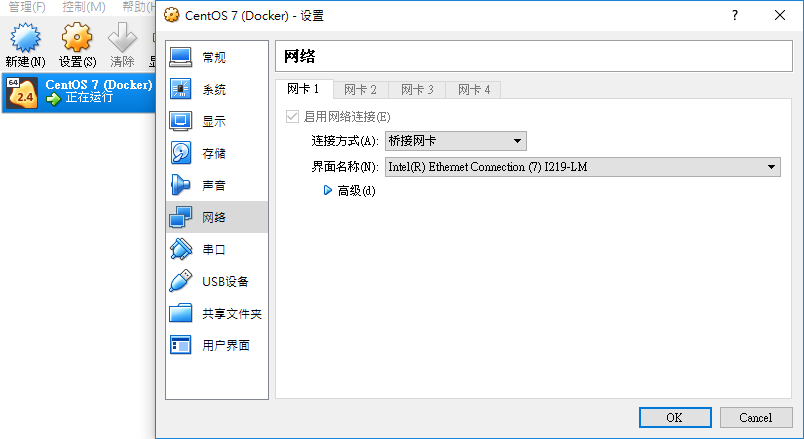 管理(F) 控制(M) 帮助(H
CentOS 7 (Docker) - 设置
?
新建(N) 设置(S) 清除
64 2.4 CentOS 7 (Docker)
正在运行
常规
系统
显示
存储
声音
网络
串口
USB设备
共享文件夹
用户界面
网络
网卡 1 网卡 2 网卡 3 网卡 4
启用网络连接(E)
连接方式(A): 桥接网卡
界面名称(N): Intel(R) Ethernet Connection (7) I219-LM
高级(d)
OK Cancel